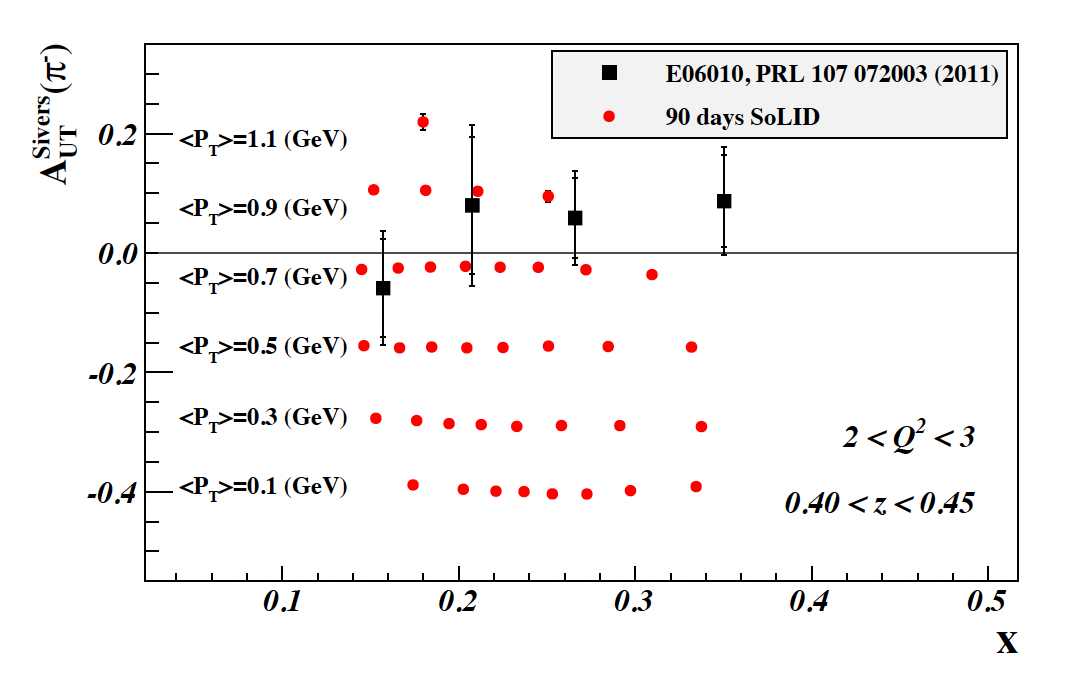 A_UT^Sivers(π⁻)
E06010, PRL 107 072003 (2011)
90 days SoLID
0.2
<P_T>=1.1 (GeV)
<P_T>=0.9 (GeV)
0.0
<P_T>=0.7 (GeV)
<P_T>=0.5 (GeV)
-0.2
<P_T>=0.3 (GeV)
2 < Q² < 3
-0.4
<P_T>=0.1 (GeV)
0.40 < z < 0.45
0.1 0.2 0.3 0.4 0.5
x